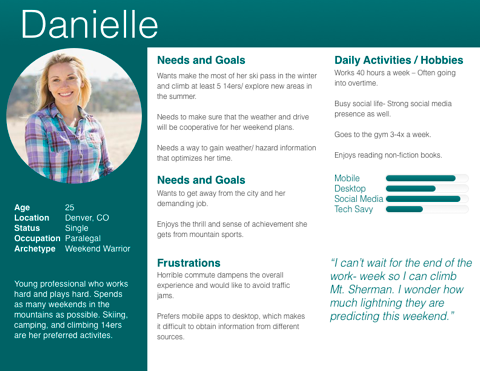 Danielle
Age 25
Location Denver, CO
Status Single
Occupation Paralegal
Archetype Weekend Warrior
Young professional who works
hard and plays hard. Spends
as many weekends in the
mountains as possible. Skiing,
camping, and climbing 14ers
are her preferred activites.
Needs and Goals
Wants make the most of her ski pass in the winter
and climb at least 5 14ers/ explore new areas in
the summer.
Needs to make sure that the weather and drive
will be cooperative for her weekend plans.
Needs a way to gain weather/ hazard information
that optimizes her time.
Needs and Goals
Wants to get away from the city and her
demanding job.
Enjoys the thrill and sense of achievement she
gets from mountain sports.
Frustrations
Horrible commute dampens the overall
experience and would like to avoid traffic
jams.
Prefers mobile apps to desktop, which makes
it difficult to obtain information from different
sources.
Daily Activities / Hobbies
Works 40 hours a week – Often going
into overtime.
Busy social life- Strong social media
presence as well.
Goes to the gym 3-4x a week.
Enjoys reading non-fiction books.
Mobile
Desktop
Social Media
Tech Savy
“I can’t wait for the end of the
work- week so I can climb
Mt. Sherman. I wonder how
much lightning they are
predicting this weekend.”